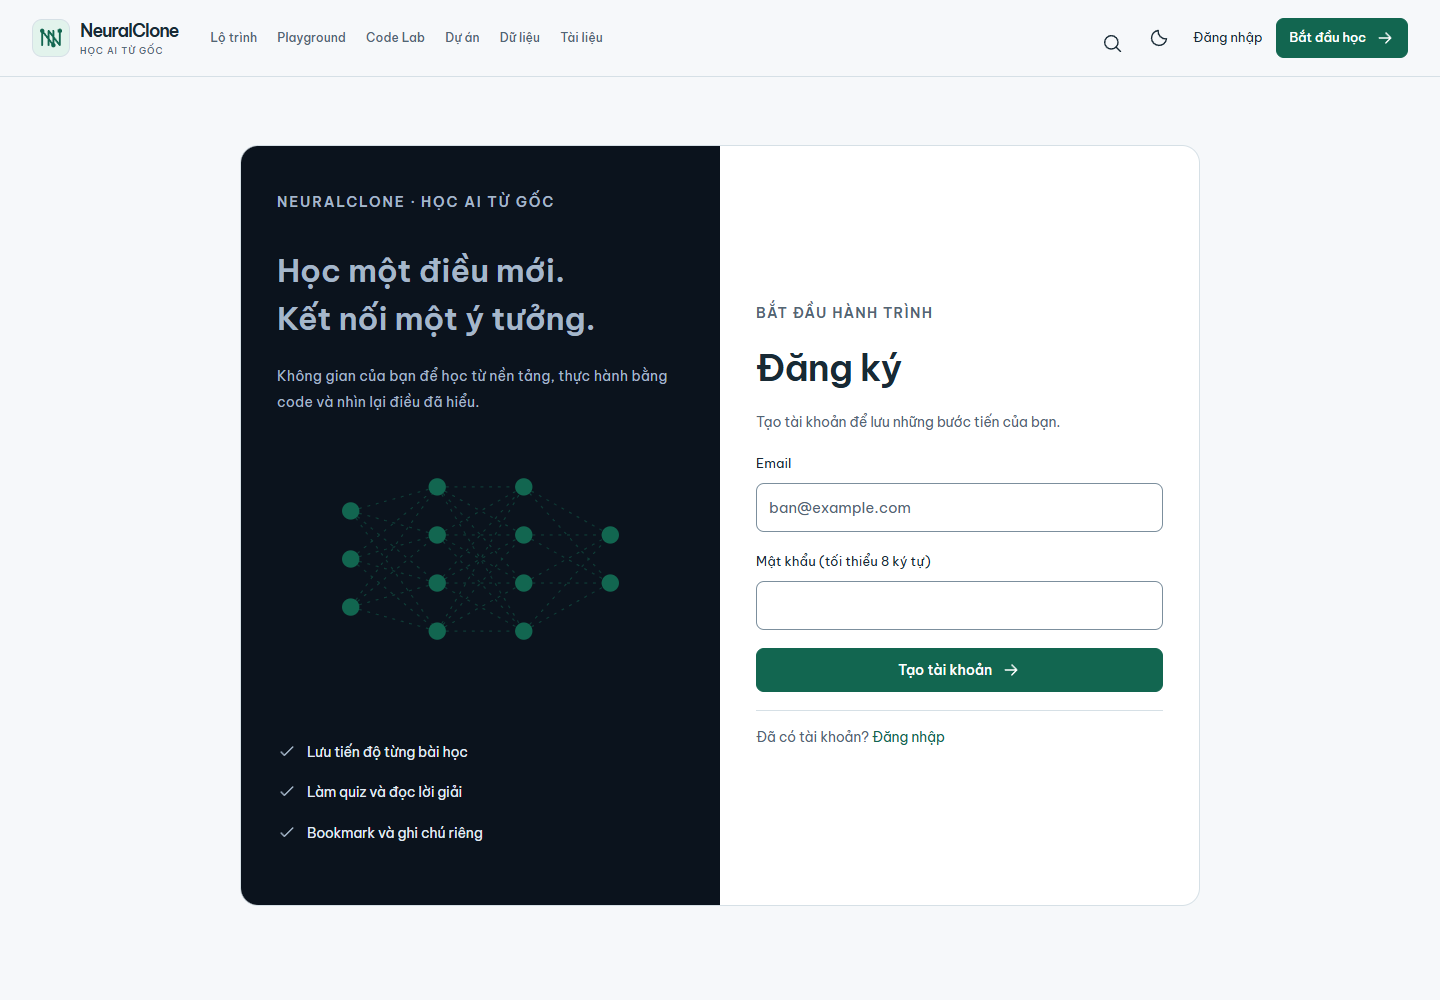 NeuralClone
HỌC AI TỪ GỐC
Lộ trình
Playground
Code Lab
Dự án
Dữ liệu
Tài liệu
Đăng nhập
Bắt đầu học
NEURALCLONE · HỌC AI TỪ GỐC
Học một điều mới.
Kết nối một ý tưởng.
Không gian của bạn để học từ nền tảng, thực hành bằng
code và nhìn lại điều đã hiểu.
Lưu tiến độ từng bài học
Làm quiz và đọc lời giải
Bookmark và ghi chú riêng
BẮT ĐẦU HÀNH TRÌNH
Đăng ký
Tạo tài khoản để lưu những bước tiến của bạn.
Email
ban@example.com
Mật khẩu (tối thiểu 8 ký tự)
Tạo tài khoản
Đã có tài khoản? Đăng nhập